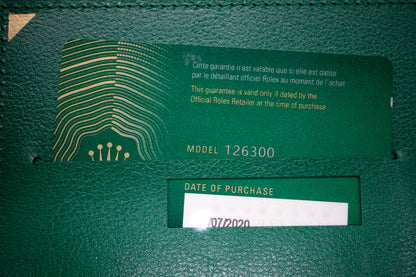 Cette garantie n'est valable que si elle est datée
par le détaillant officiel Rolex au moment de l'achat
This guarantee is valid only if dated by the
Official Rolex Retailer at the time of purchase
MODEL 126300
DATE OF PURCHASE
/07/2020